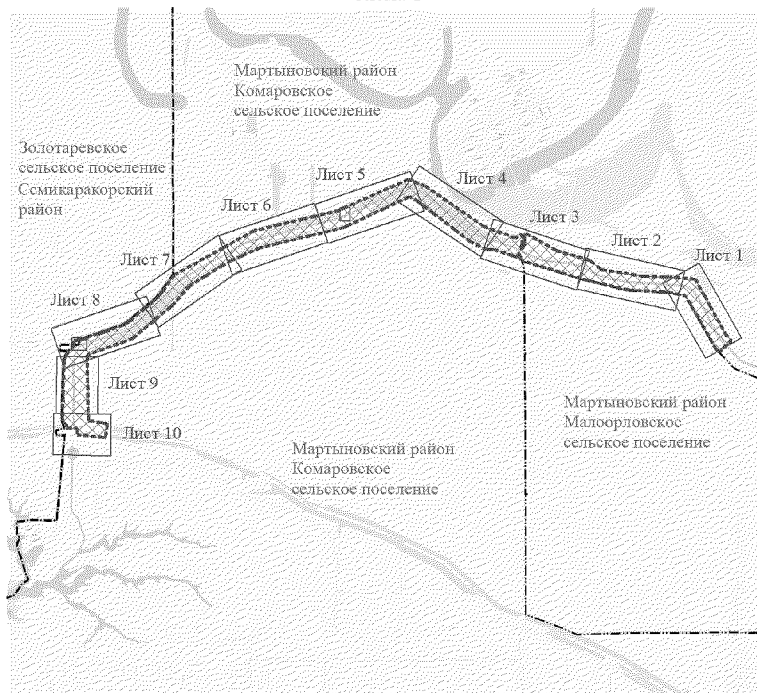 Мартыновский район
Комаровское
сельское поселение
Золотаревское
сельское поселение
Семикаракорский
район
Лист 5
Лист 4
Лист 6
Лист 3
Лист 2
Лист 1
Лист 7
Лист 8
Лист 9
Лист 10
Мартыновский район
Малоорловское
сельское поселение
Мартыновский район
Комаровское
сельское поселение